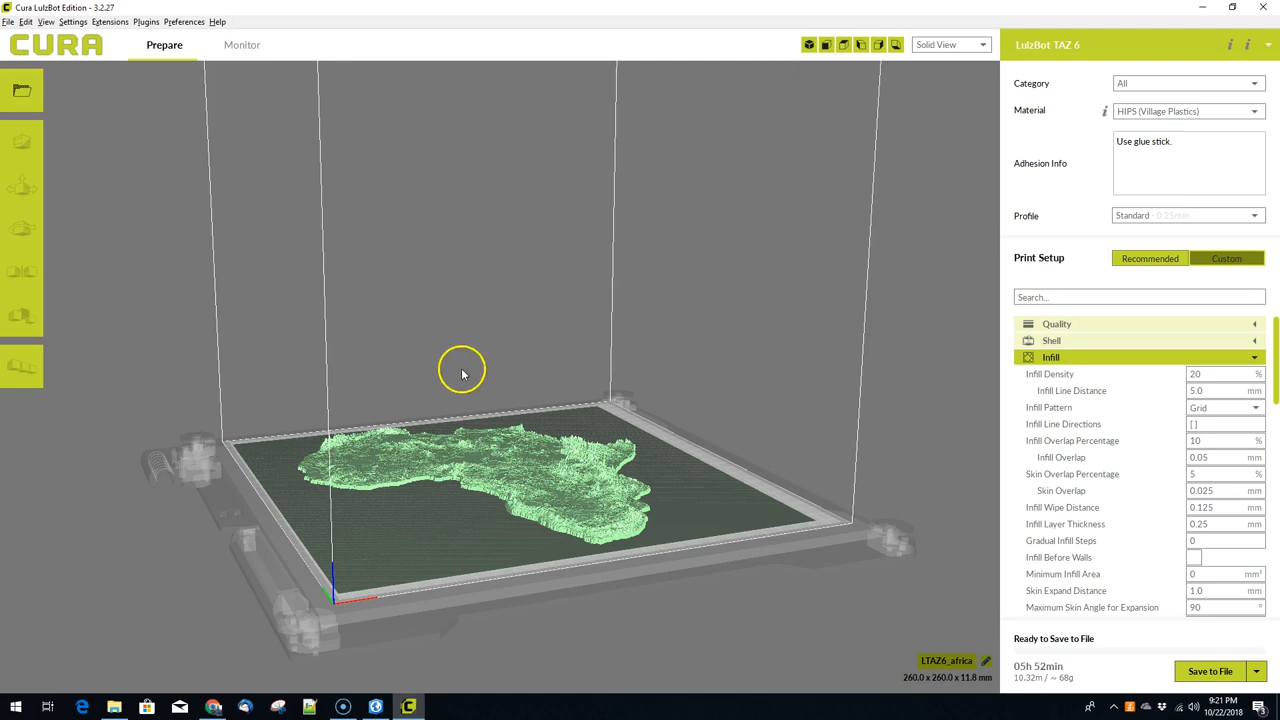 Cura LulzBot Edition - 3.2.27
File Edit View Settings Extensions Plugins Preferences Help
CURA
Prepare
Monitor
Solid View
LulzBot TAZ 6
Category
All
Material
HIPS (Village Plastics)
Adhesion Info
Use glue stick.
Profile
Standard - 0.25mm
Print Setup
Recommended
Custom
Search...
Quality
Shell
Infill
Infill Density 20 %
Infill Line Distance 5.0 mm
Infill Pattern Grid
Infill Line Directions [ ]
Infill Overlap Percentage 10 %
Infill Overlap 0.05 mm
Skin Overlap Percentage 5 %
Skin Overlap 0.025 mm
Infill Wipe Distance 0.125 mm
Infill Layer Thickness 0.25 mm
Gradual Infill Steps 0
Infill Before Walls
Minimum Infill Area 0 mm²
Skin Expand Distance 1.0 mm
Maximum Skin Angle for Expansion 90 °
Ready to Save to File
05h 52min
10.32m / ~ 68g
Save to File
LTAZ6_africa
260.0 x 260.0 x 11.8 mm
9:21 PM
10/22/2018
3